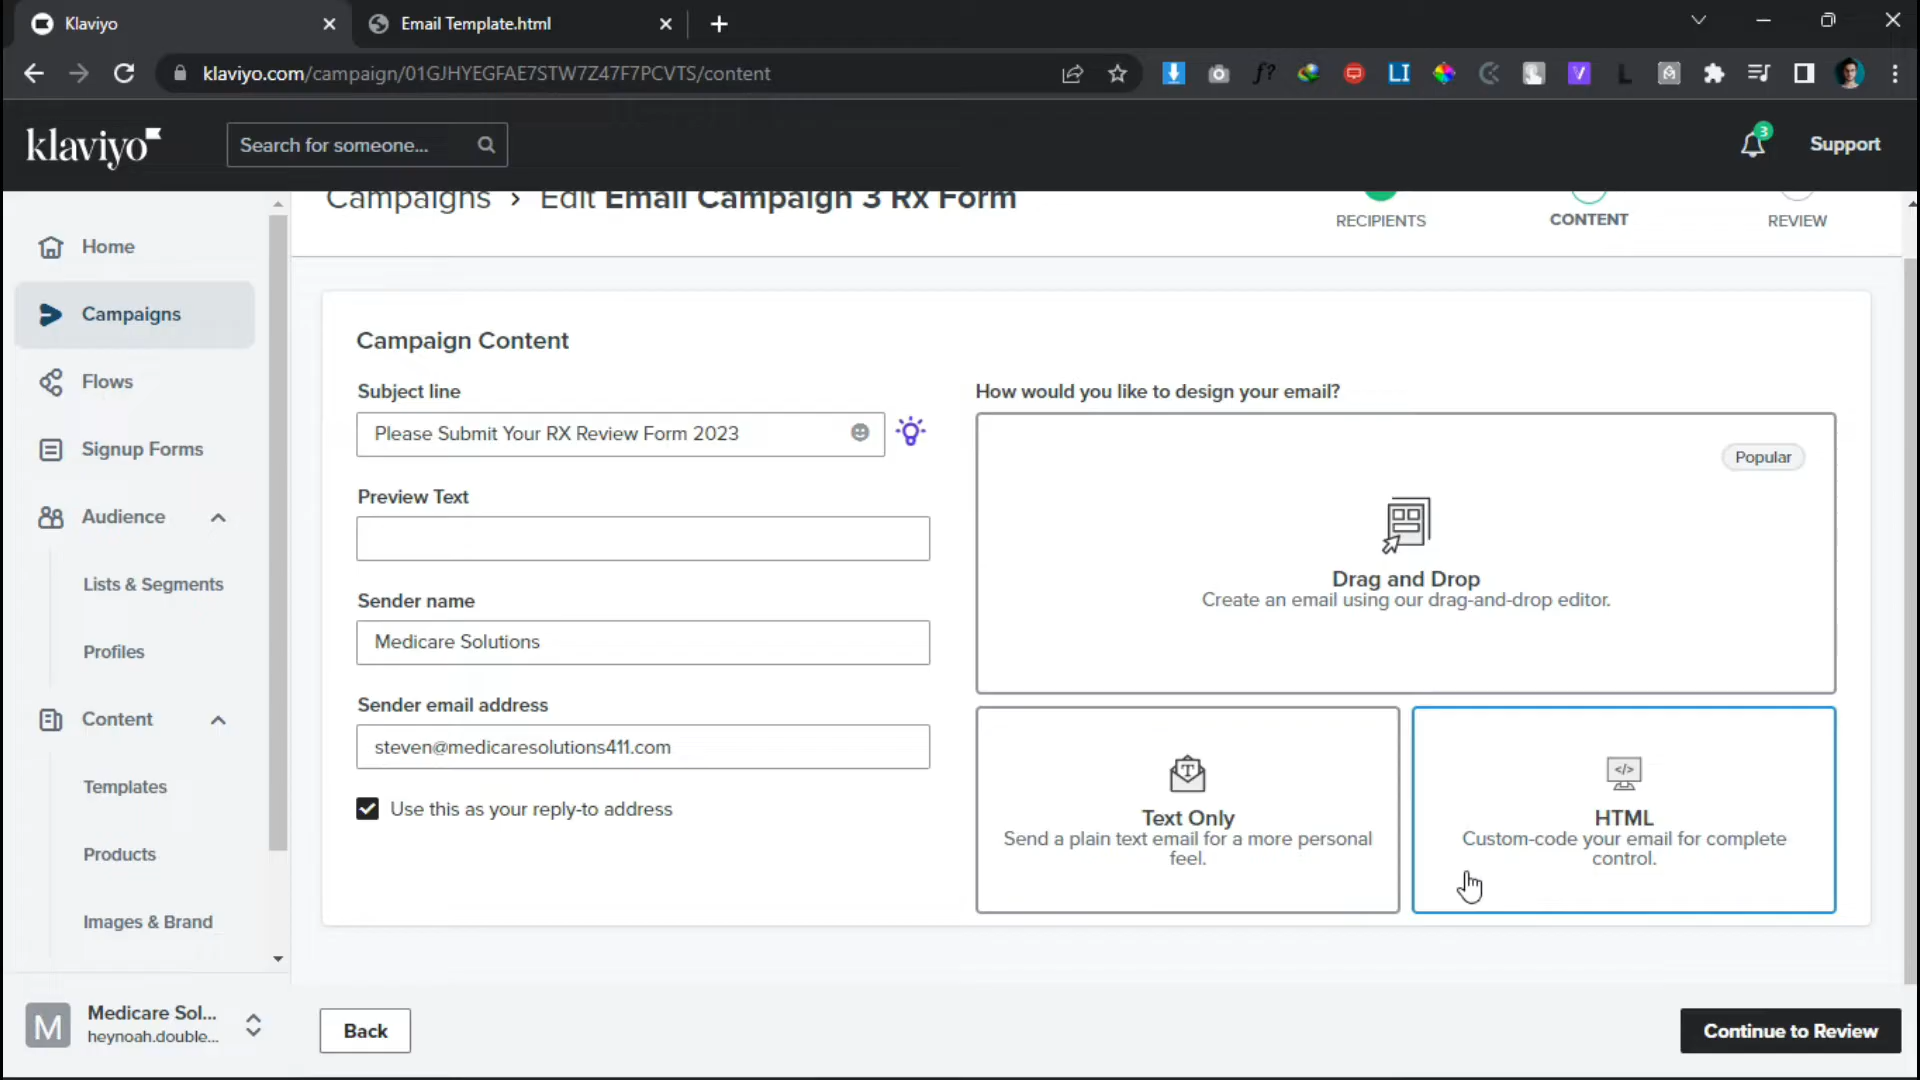 Klaviyo
Email Template.html
klaviyo.com/campaign/01GJHYEGFAE7STW7Z47F7PCVTS/content
klaviyo
Search for someone...
3
Support
Campaigns › Edit Email Campaign 3 Rx Form
RECIPIENTS
CONTENT
REVIEW
Home
Campaigns
Flows
Signup Forms
Audience
Lists & Segments
Profiles
Content
Templates
Products
Images & Brand
Campaign Content
Subject line
Please Submit Your RX Review Form 2023
Preview Text
Sender name
Medicare Solutions
Sender email address
steven@medicaresolutions411.com
Use this as your reply-to address
How would you like to design your email?
Popular
Drag and Drop
Create an email using our drag-and-drop editor.
Text Only
Send a plain text email for a more personal
feel.
HTML
Custom-code your email for complete
control.
M
Medicare Sol...
heynoah.double...
Back
Continue to Review